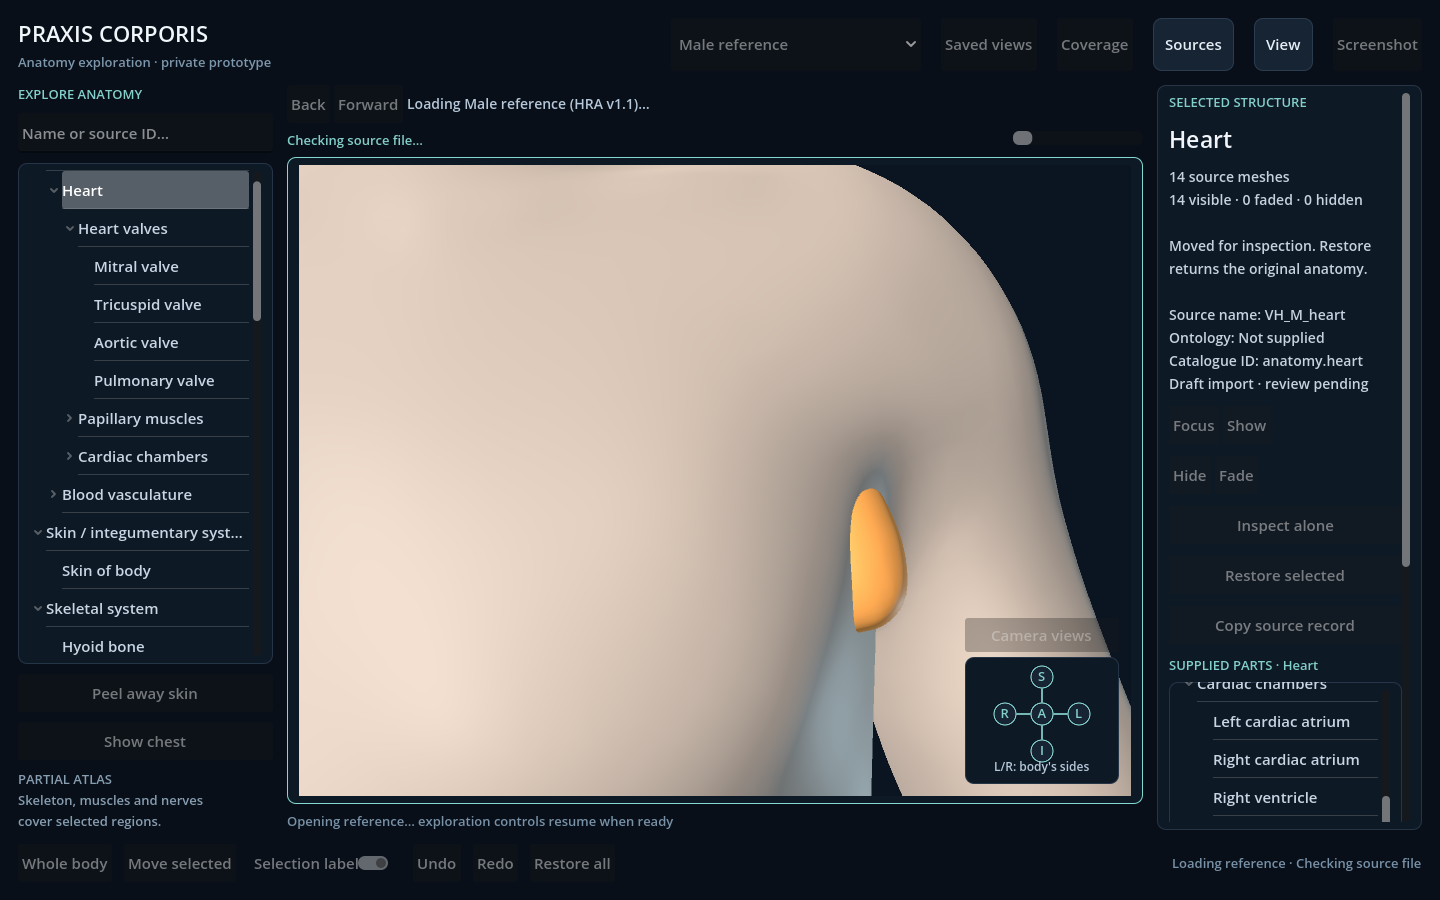 PRAXIS CORPORIS
Anatomy exploration · private prototype
Male reference
Saved views
Coverage
Sources
View
Screenshot
EXPLORE ANATOMY
Name or source ID...
Heart
Heart valves
Mitral valve
Tricuspid valve
Aortic valve
Pulmonary valve
Papillary muscles
Cardiac chambers
Blood vasculature
Skin / integumentary syst...
Skin of body
Skeletal system
Hyoid bone
Peel away skin
Show chest
PARTIAL ATLAS
Skeleton, muscles and nerves
cover selected regions.
Back
Forward
Loading Male reference (HRA v1.1)...
Checking source file...
Camera views
S
R
A
L
I
L/R: body's sides
Opening reference... exploration controls resume when ready
SELECTED STRUCTURE
Heart
14 source meshes
14 visible · 0 faded · 0 hidden
Moved for inspection. Restore
returns the original anatomy.
Source name: VH_M_heart
Ontology: Not supplied
Catalogue ID: anatomy.heart
Draft import · review pending
Focus
Show
Hide
Fade
Inspect alone
Restore selected
Copy source record
SUPPLIED PARTS · Heart
Cardiac chambers
Left cardiac atrium
Right cardiac atrium
Right ventricle
Whole body
Move selected
Selection label
Undo
Redo
Restore all
Loading reference · Checking source file